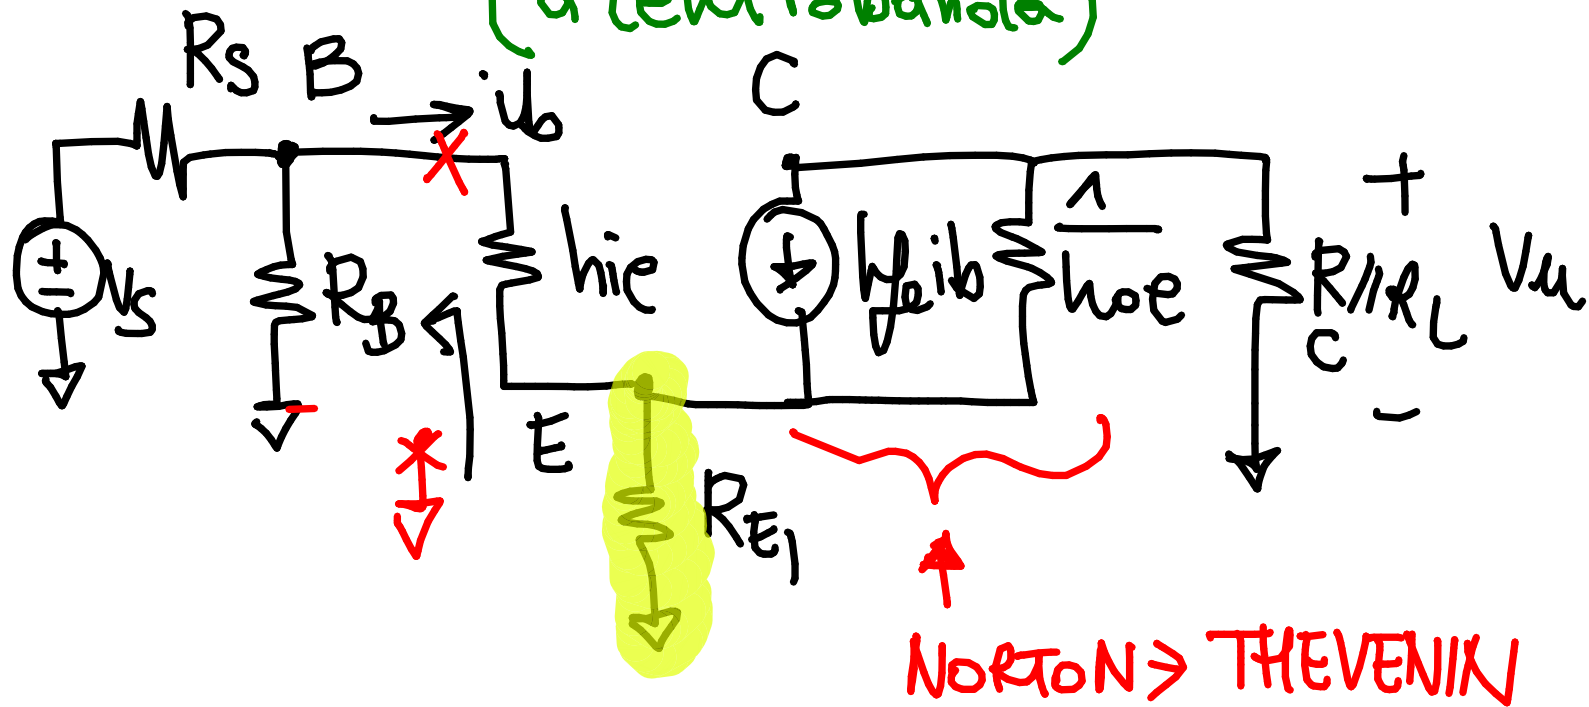 RS B ib C
VS RB hie hfeib 1/hoe RC//RL + Vu -
E RE1
NORTON > THEVENIN